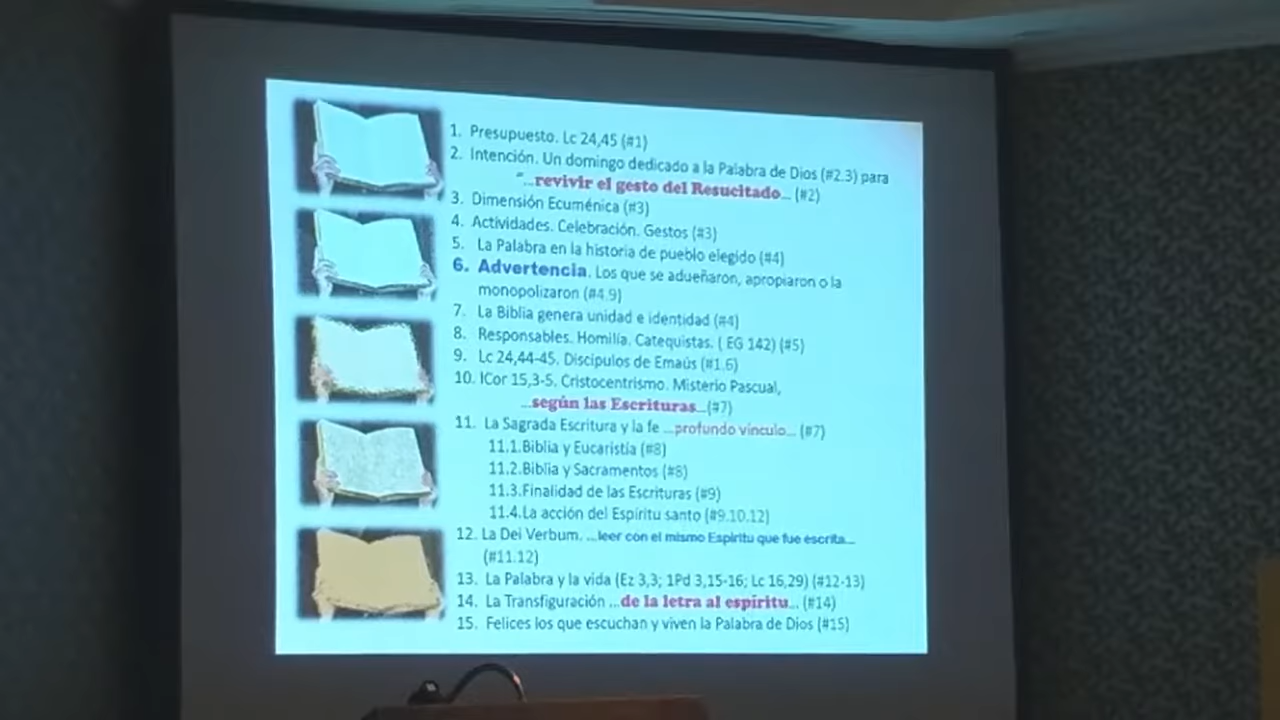 1. Presupuesto. Lc 24,45 (#1)
2. Intención. Un domingo dedicado a la Palabra de Dios (#2.3) para
“...revivir el gesto del Resucitado... (#2)
3. Dimensión Ecuménica (#3)
4. Actividades. Celebración. Gestos (#3)
5. La Palabra en la historia de pueblo elegido (#4)
6. Advertencia. Los que se adueñaron, apropiaron o la
monopolizaron (#4.9)
7. La Biblia genera unidad e identidad (#4)
8. Responsables. Homilía. Catequistas. ( EG 142) (#5)
9. Lc 24,44-45. Discípulos de Emaús (#1.6)
10. ICor 15,3-5. Cristocentrismo. Misterio Pascual,
...según las Escrituras...(#7)
11. La Sagrada Escritura y la fe ...profundo vínculo... (#7)
11.1.Biblia y Eucaristía (#8)
11.2.Biblia y Sacramentos (#8)
11.3.Finalidad de las Escrituras (#9)
11.4.La acción del Espíritu santo (#9.10.12)
12. La Dei Verbum. ...leer con el mismo Espíritu que fue escrita...
(#11.12)
13. La Palabra y la vida (Ez 3,3; 1Pd 3,15-16; Lc 16,29) (#12-13)
14. La Transfiguración ...de la letra al espíritu... (#14)
15. Felices los que escuchan y viven la Palabra de Dios (#15)